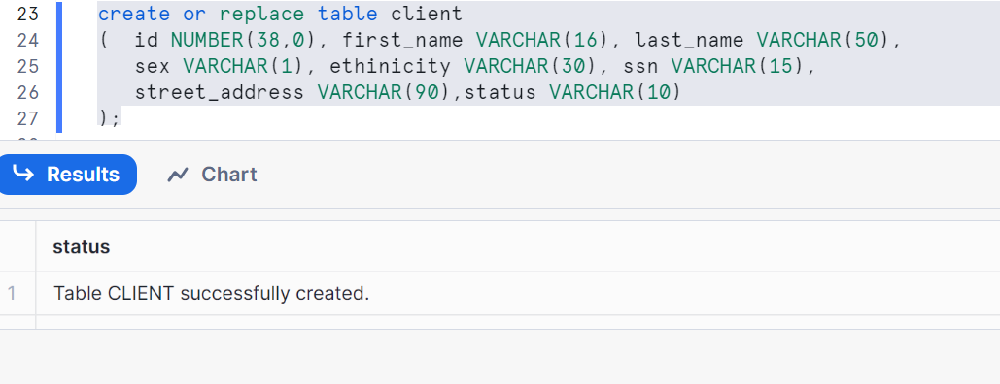 23 create or replace table client
24 ( id NUMBER(38,0), first_name VARCHAR(16), last_name VARCHAR(50),
25 sex VARCHAR(1), ethinicity VARCHAR(30), ssn VARCHAR(15),
26 street_address VARCHAR(90),status VARCHAR(10)
27 );
Results Chart
status
1 Table CLIENT successfully created.